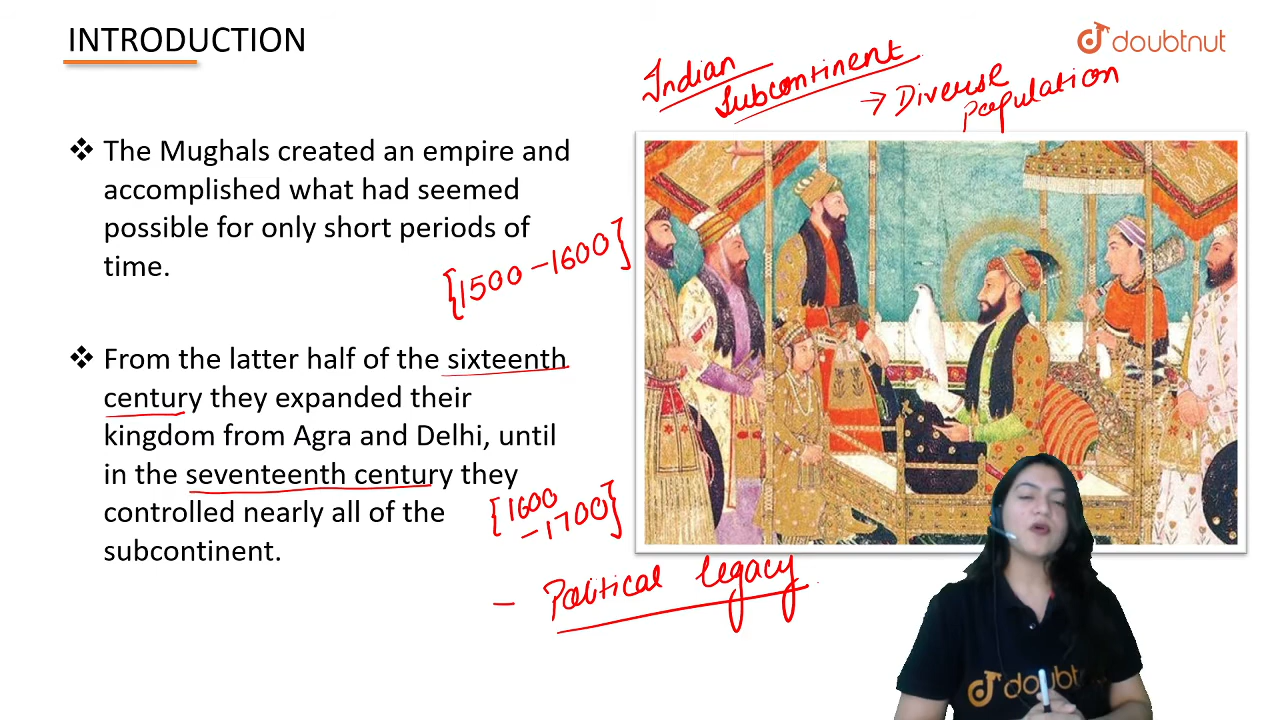 INTRODUCTION
doubtnut
Indian
Subcontinent
→ Diverse
Population
❖ The Mughals created an empire and
accomplished what had seemed
possible for only short periods of
time.
[1500-1600]
❖ From the latter half of the sixteenth
century they expanded their
kingdom from Agra and Delhi, until
in the seventeenth century they
controlled nearly all of the
subcontinent.
[1600
-1700]
- Political legacy
doubt